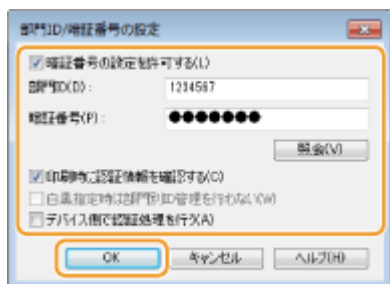 部門ID/暗証番号の設定
暗証番号の設定を許可する(L)
部門ID(D):
1234567
暗証番号(P):
●●●●●●●
照会(V)
印刷時に認証情報を確認する(C)
白黒指定時は部門別ID管理を行わない(W)
デバイス側で認証処理を行う(A)
OK
キャンセル
ヘルプ(H)